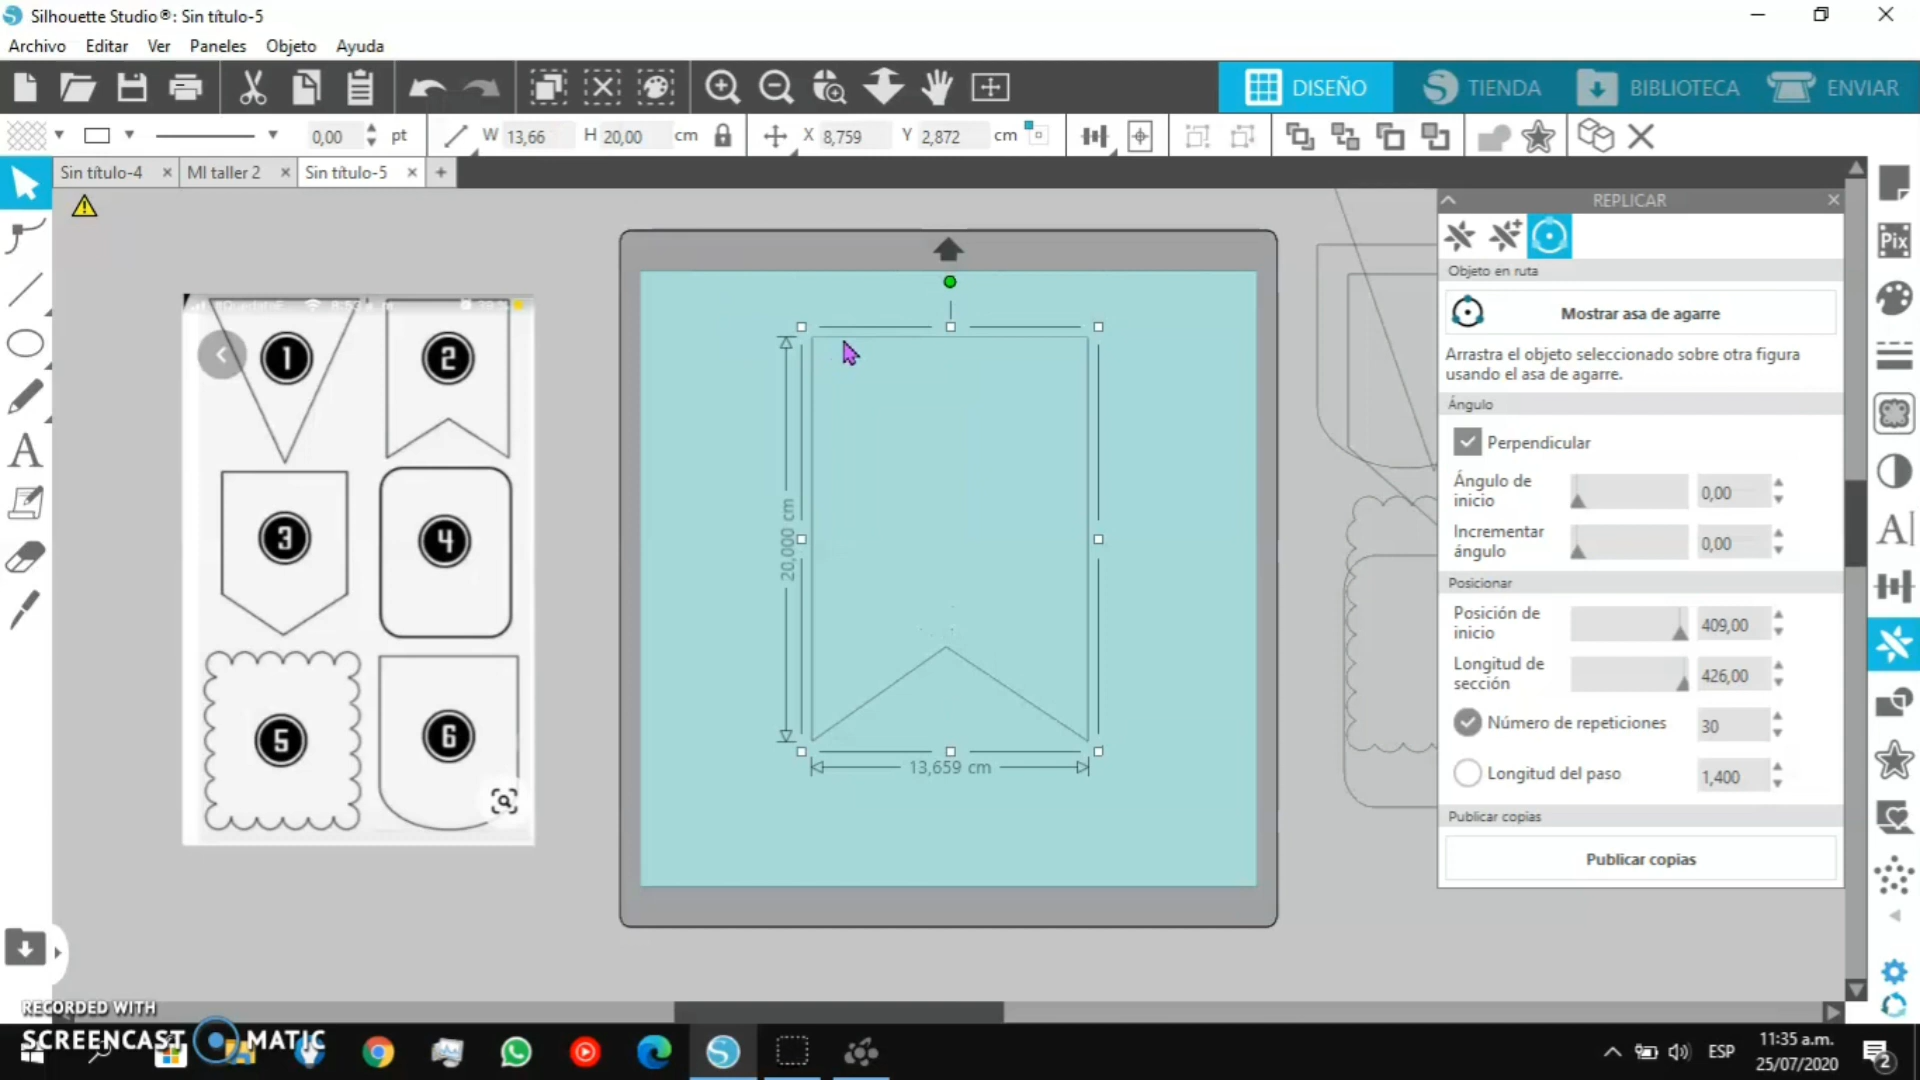 Silhouette Studio®: Sin título-5
Archivo Editar Ver Paneles Objeto Ayuda
DISEÑO TIENDA BIBLIOTECA ENVIAR
0,00 pt W 13,66 H 20,00 cm X 8,759 Y 2,872 cm
Sin título-4 MI taller 2 Sin título-5
REPLICAR
Pix
Objeto en ruta
Mostrar asa de agarre
Arrastra el objeto seleccionado sobre otra figura
usando el asa de agarre.
Ángulo
Perpendicular
Ángulo de
inicio 0,00
Incrementar
ángulo 0,00
Posicionar
Posición de
inicio 409,00
Longitud de
sección 426,00
Número de repeticiones 30
Longitud del paso 1,400
Publicar copias
Publicar copias
1 2
3 4
5 6
20,000 cm
13,659 cm
A
A
RECORDED WITH
SCREENCAST MATIC
ESP
11:35 a.m.
25/07/2020
2